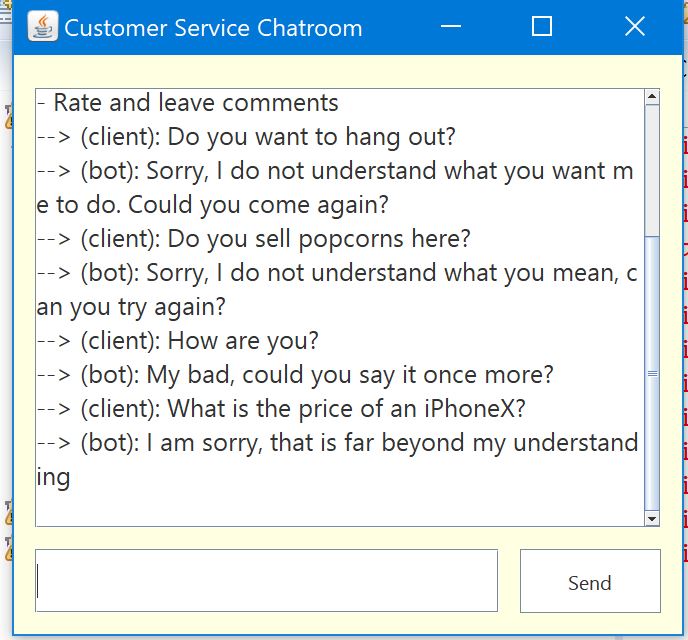 Customer Service Chatroom
- Rate and leave comments
--> (client): Do you want to hang out?
--> (bot): Sorry, I do not understand what you want m
e to do. Could you come again?
--> (client): Do you sell popcorns here?
--> (bot): Sorry, I do not understand what you mean, c
an you try again?
--> (client): How are you?
--> (bot): My bad, could you say it once more?
--> (client): What is the price of an iPhoneX?
--> (bot): I am sorry, that is far beyond my understand
ing
Send